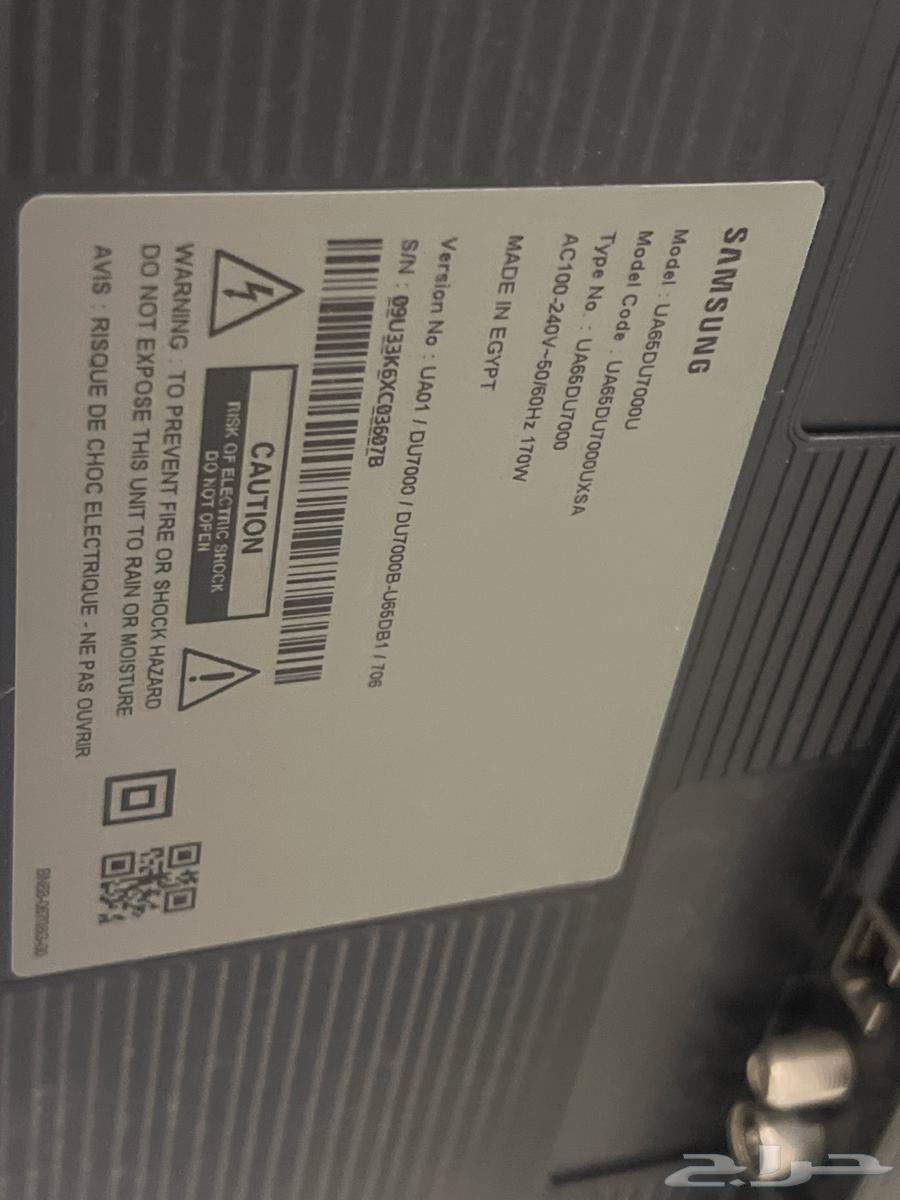 SAMSUNG
Model : UA65DU7000U
Model Code : UA65DU7000UXSA
Type No. : UA65DU7000
AC100-240V~50/60Hz 170W
MADE IN EGYPT
Version No : UA01 / DU7000 / DU7000B-U65DB1 / 706
S/N : 09U33K6XC03607B
CAUTION
RISK OF ELECTRIC SHOCK
DO NOT OPEN
WARNING : TO PREVENT FIRE OR SHOCK HAZARD
DO NOT EXPOSE THIS UNIT TO RAIN OR MOISTURE
AVIS : RISQUE DE CHOC ELECTRIQUE - NE PAS OUVRIR
حراج